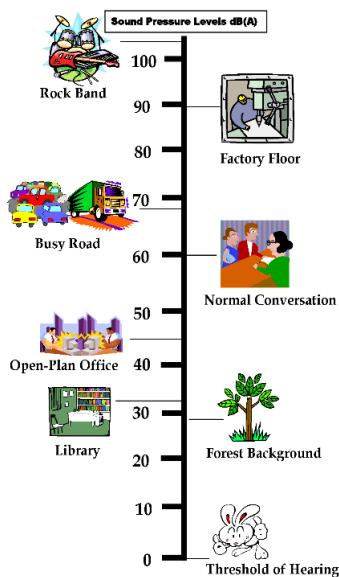 Sound Pressure Levels dB(A)
Rock Band
100
90
Factory Floor
80
70
Busy Road
60
Normal Conversation
50
Open-Plan Office
40
30
Library
Forest Background
20
10
0
Threshold of Hearing